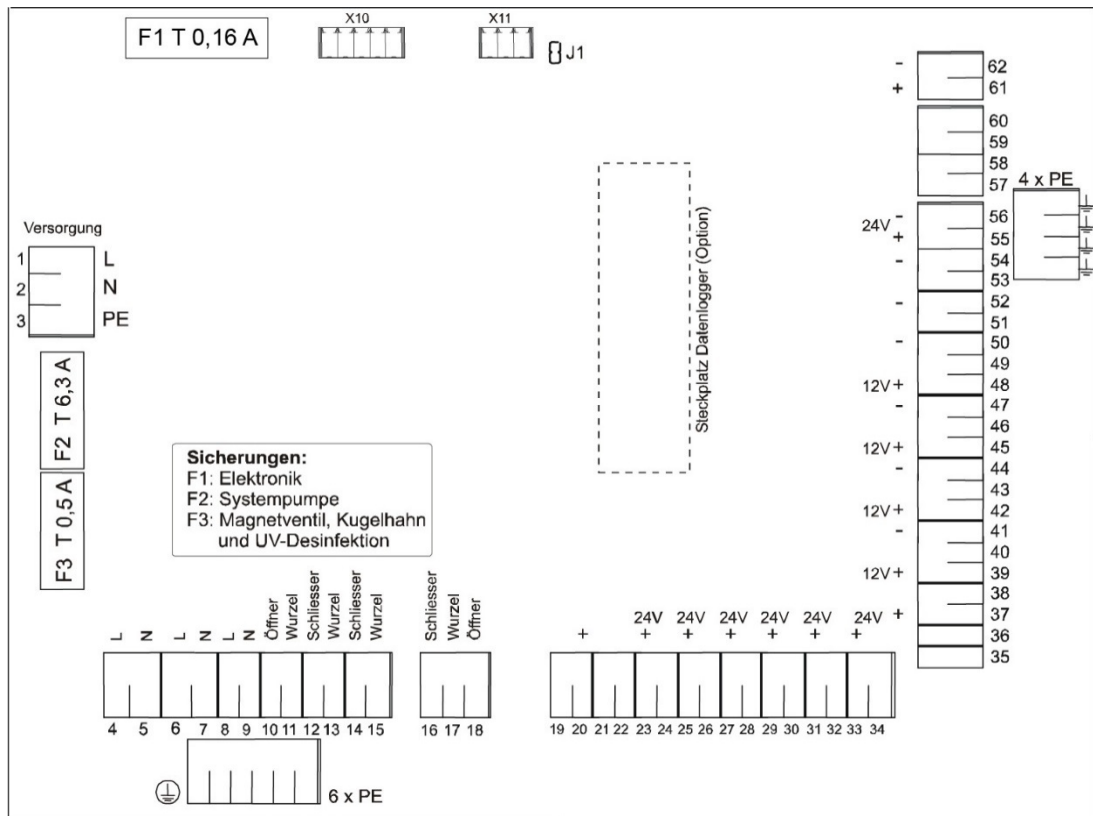 F1 T 0,16 A
X10
X11
J1
- 62
+ 61
60
59
58
57
4 x PE
24V - 56
+ 55
- 54
53
- 52
51
- 50
49
12V + 48
- 47
46
12V + 45
- 44
43
12V + 42
- 41
40
12V + 39
38
+ 37
36
35
Versorgung
1 L
2 N
3 PE
F2 T 6,3 A
F3 T 0,5 A
Steckplatz Datenlogger (Option)
Sicherungen:
F1: Elektronik
F2: Systempumpe
F3: Magnetventil, Kugelhahn
und UV-Desinfektion
L N L N L N Öffner Wurzel Schliesser Wurzel Schliesser Wurzel
Schliesser Wurzel Öffner
24V 24V 24V 24V 24V 24V
+ + + + + + +
4 5 6 7 8 9 10 11 12 13 14 15
16 17 18
19 20 21 22 23 24 25 26 27 28 29 30 31 32 33 34
6 x PE